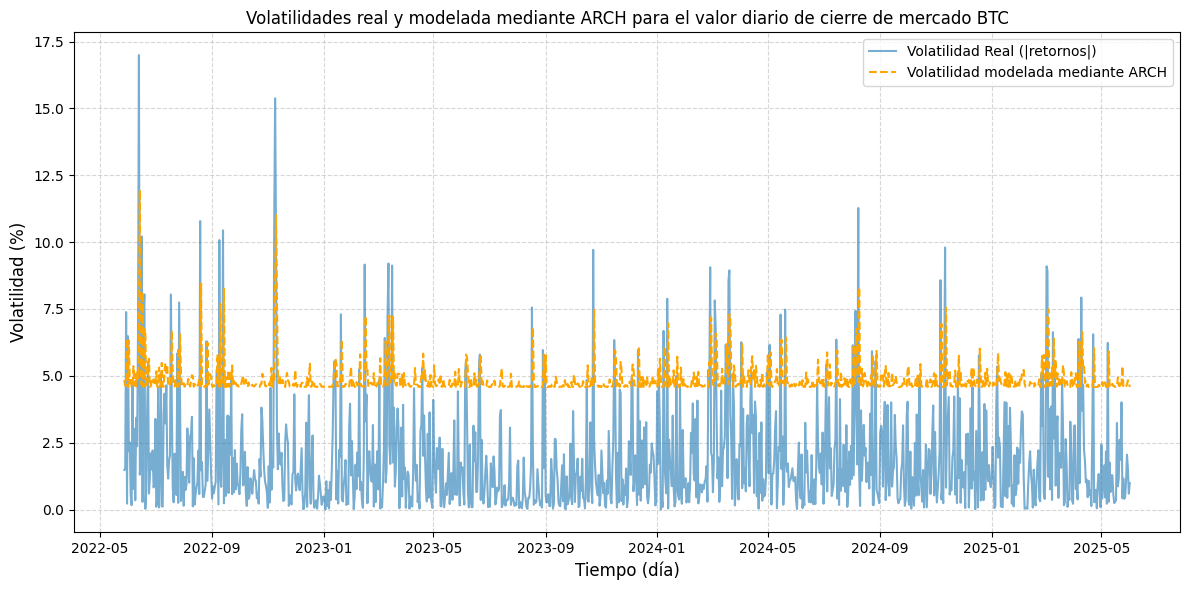 Volatilidades real y modelada mediante ARCH para el valor diario de cierre de mercado BTC
Volatilidad Real (|retornos|)
Volatilidad modelada mediante ARCH
Volatilidad (%)
17.5
15.0
12.5
10.0
7.5
5.0
2.5
0.0
2022-05 2022-09 2023-01 2023-05 2023-09 2024-01 2024-05 2024-09 2025-01 2025-05
Tiempo (día)